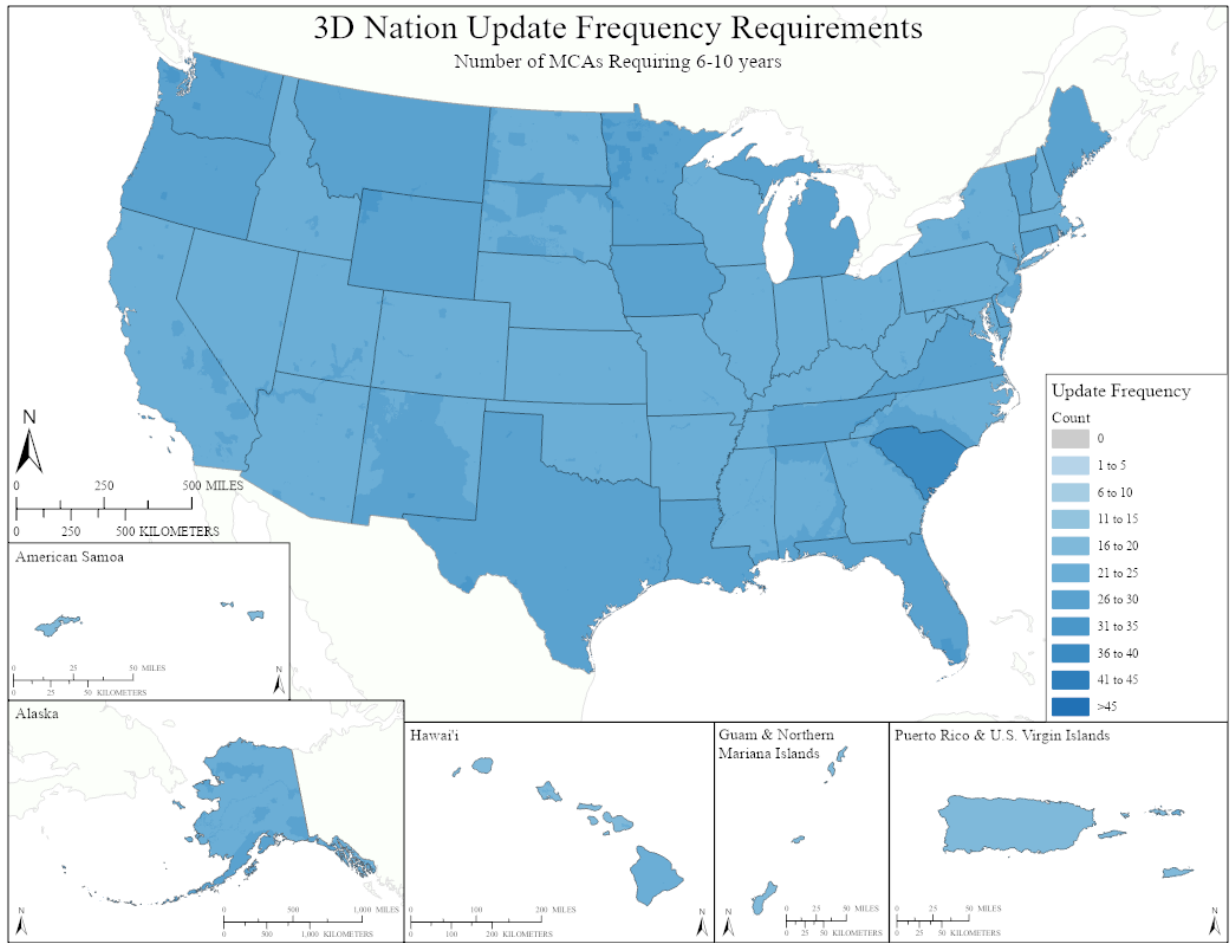 3D Nation Update Frequency Requirements
Number of MCAs Requiring 6-10 years
N
0 250 500 MILES
0 250 500 KILOMETERS
Update Frequency
Count
0
1 to 5
6 to 10
11 to 15
16 to 20
21 to 25
26 to 30
31 to 35
36 to 40
41 to 45
>45
American Samoa
0 25 50 MILES
0 25 50 KILOMETERS
N
Alaska
N
0 500 1,000 MILES
0 500 1,000 KILOMETERS
Hawai'i
0 100 200 MILES
0 100 200 KILOMETERS
N
Guam & Northern
Mariana Islands
0 25 50 MILES
0 25 50 KILOMETERS
N
Puerto Rico & U.S. Virgin Islands
0 25 50 MILES
0 25 50 KILOMETERS
N